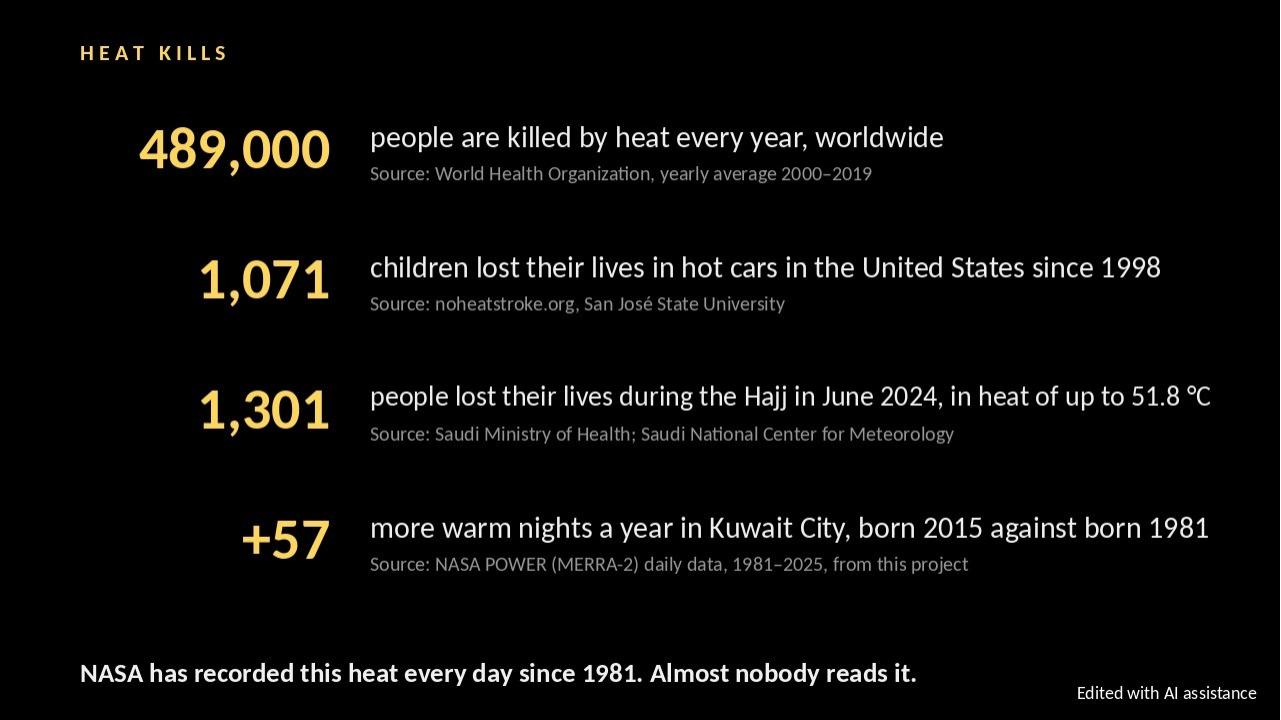 HEAT KILLS
489,000
people are killed by heat every year, worldwide
Source: World Health Organization, yearly average 2000–2019
1,071
children lost their lives in hot cars in the United States since 1998
Source: noheatstroke.org, San José State University
1,301
people lost their lives during the Hajj in June 2024, in heat of up to 51.8 °C
Source: Saudi Ministry of Health; Saudi National Center for Meteorology
+57
more warm nights a year in Kuwait City, born 2015 against born 1981
Source: NASA POWER (MERRA-2) daily data, 1981–2025, from this project
NASA has recorded this heat every day since 1981. Almost nobody reads it.
Edited with AI assistance